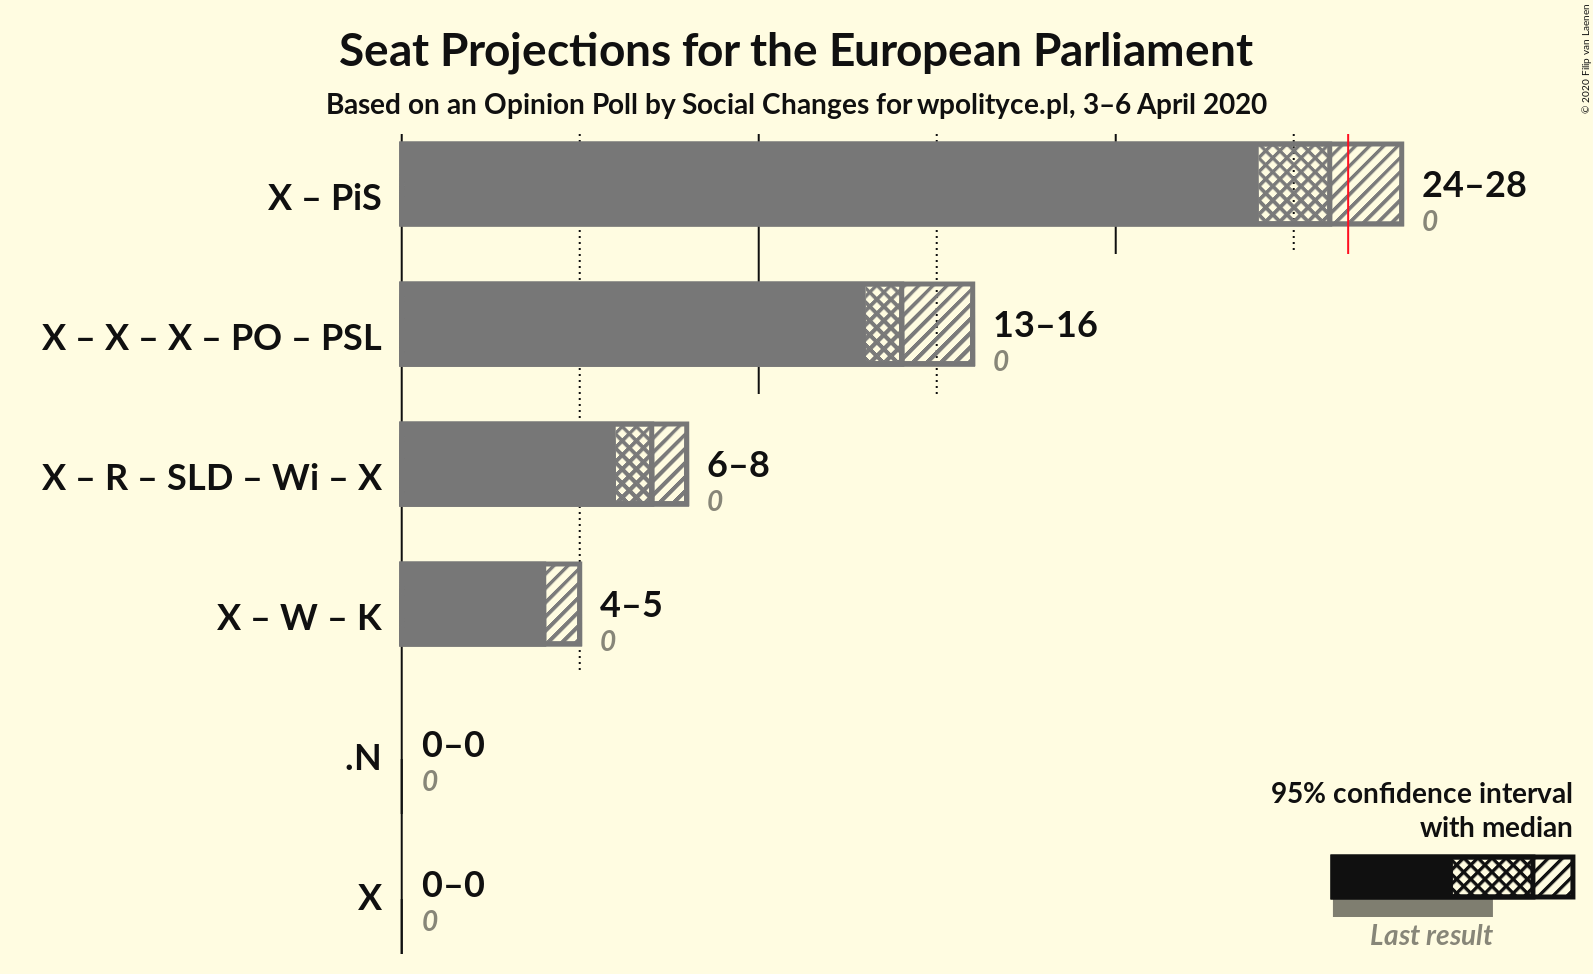 Seat Projections for the European Parliament
Based on an Opinion Poll by Social Changes for wpolityce.pl, 3–6 April 2020
© 2020 Filip van Laenen
X – PiS
24–28
0
X – X – X – PO – PSL
13–16
0
X – R – SLD – Wi – X
6–8
0
X – W – K
4–5
0
.N
0–0
0
X
0–0
0
95% confidence interval
with median
Last result